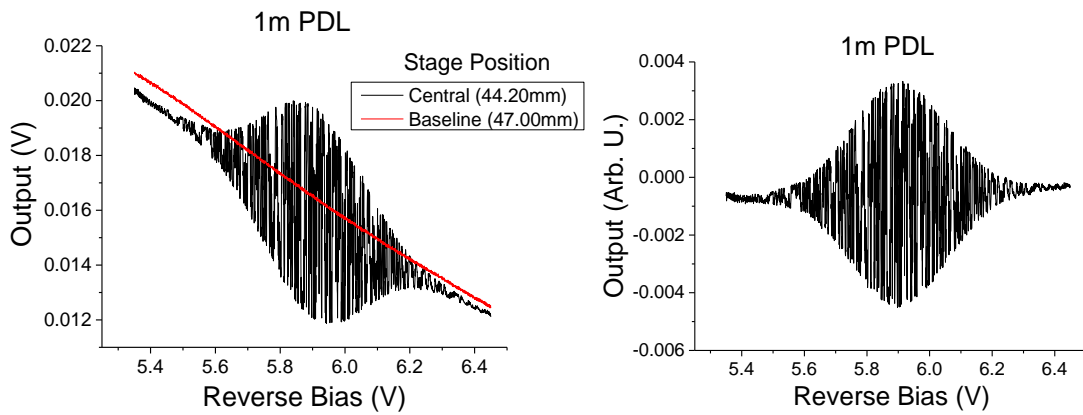 1m PDL
Output (V)
0.022
0.020
0.018
0.016
0.014
0.012
5.4 5.6 5.8 6.0 6.2 6.4
Reverse Bias (V)
Stage Position
Central (44.20mm)
Baseline (47.00mm)
1m PDL
Output (Arb. U.)
0.004
0.002
0.000
-0.002
-0.004
-0.006
5.4 5.6 5.8 6.0 6.2 6.4
Reverse Bias (V)